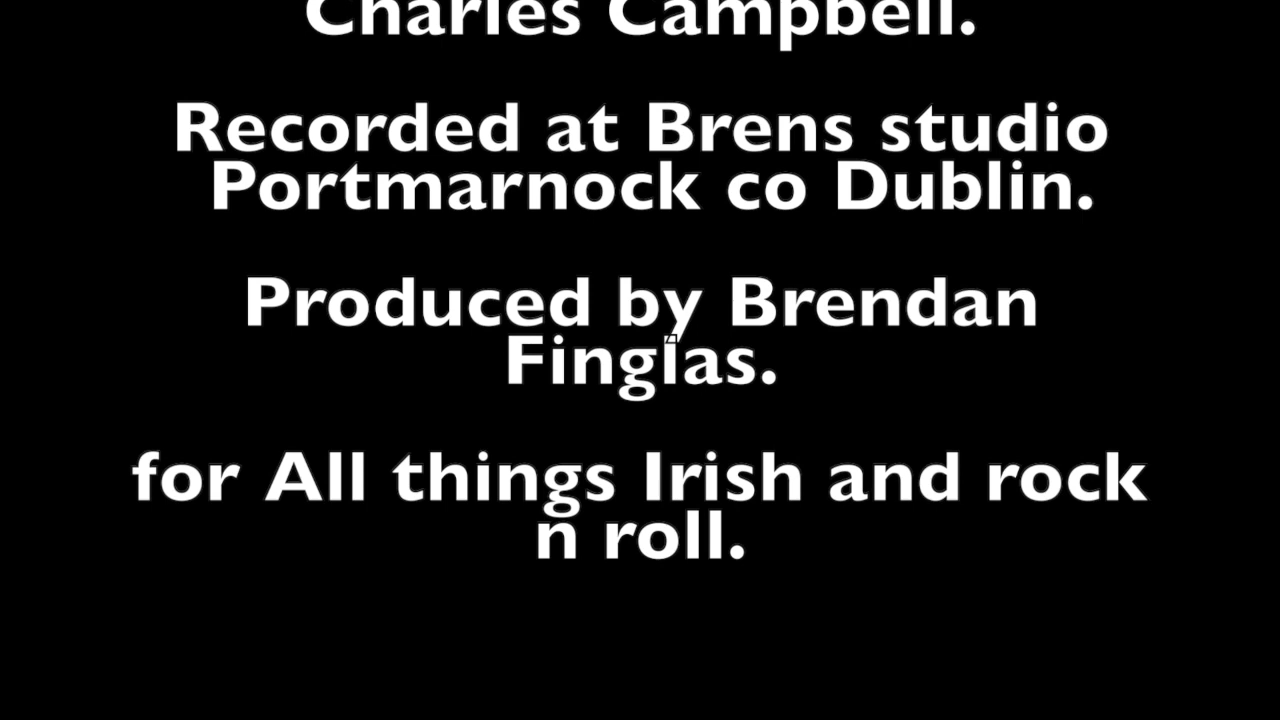 Charles Campbell.
Recorded at Brens studio
Portmarnock co Dublin.
Produced by Brendan
Finglas.
for All things Irish and rock
n roll.